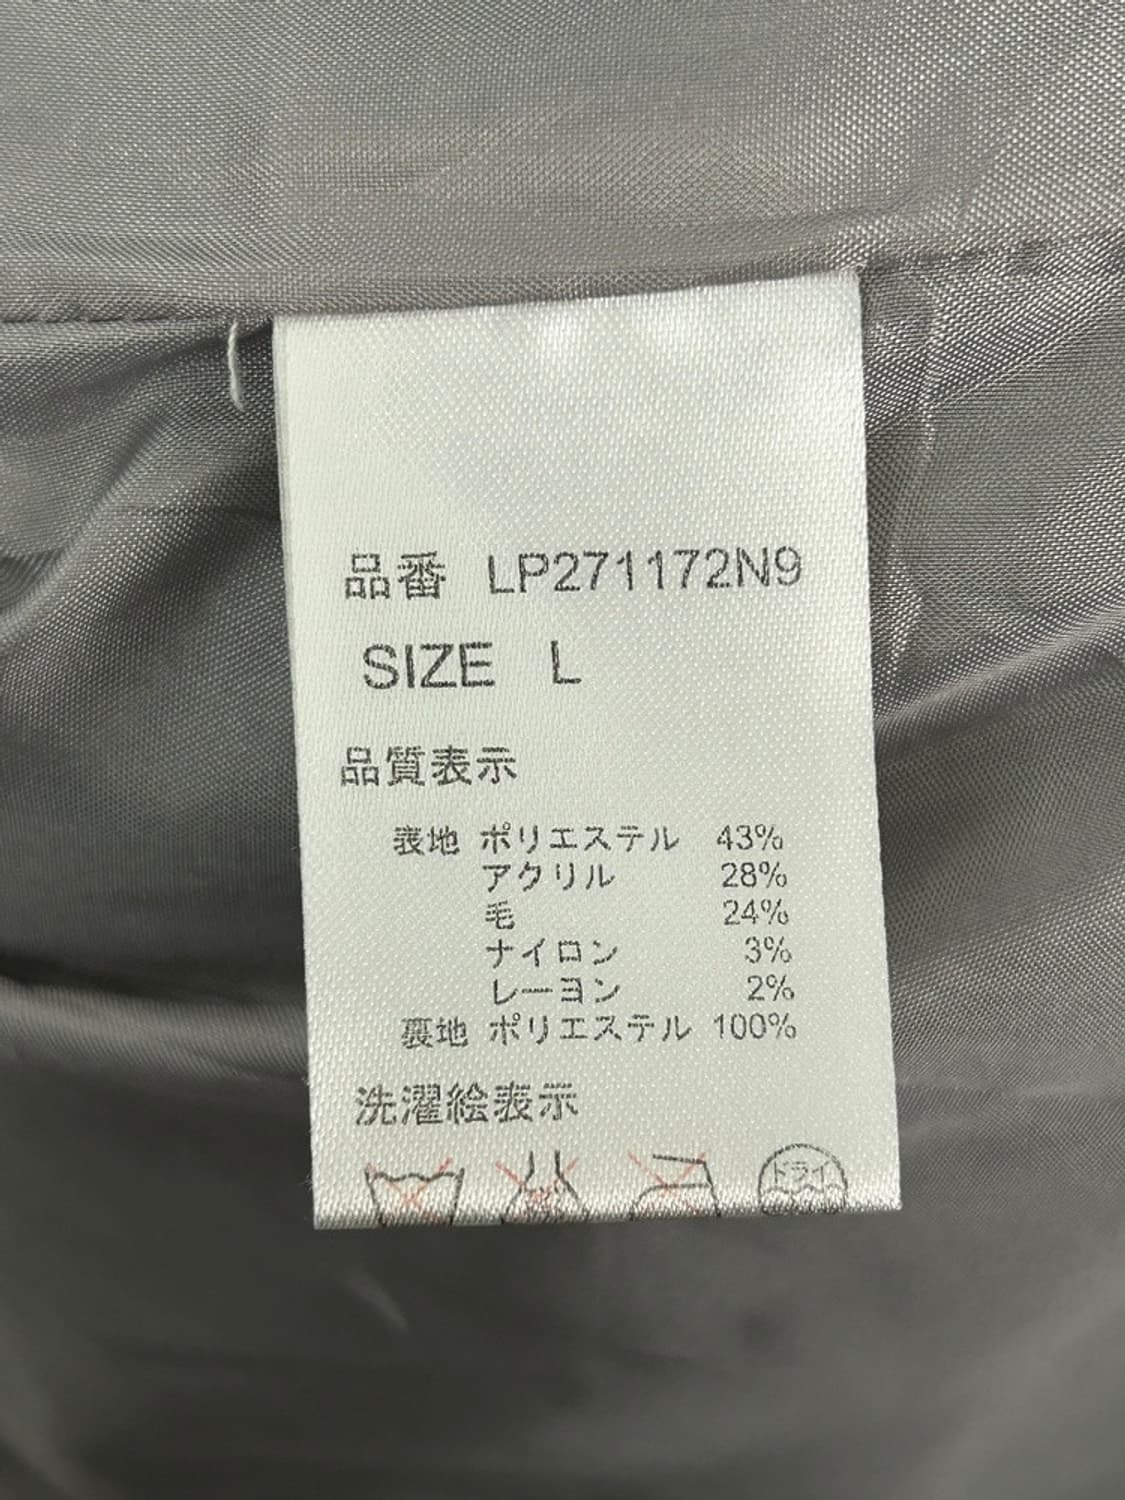 品番 LP271172N9
SIZE L
品質表示
表地 ポリエステル 43%
アクリル 28%
毛 24%
ナイロン 3%
レーヨン 2%
裏地 ポリエステル 100%
洗濯絵表示
ドライ